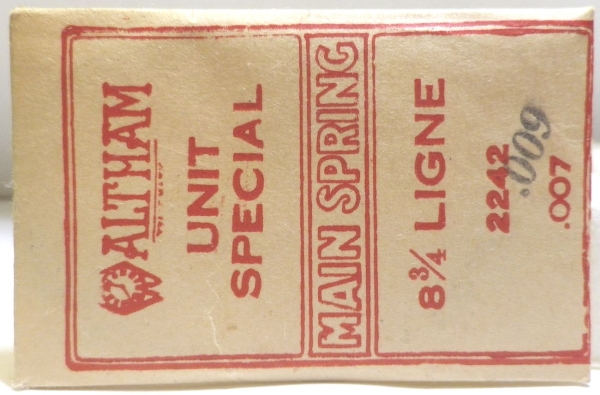 WALTHAM
UNIT
SPECIAL
MAIN SPRING
8¾ LIGNE
2242
.009
.007